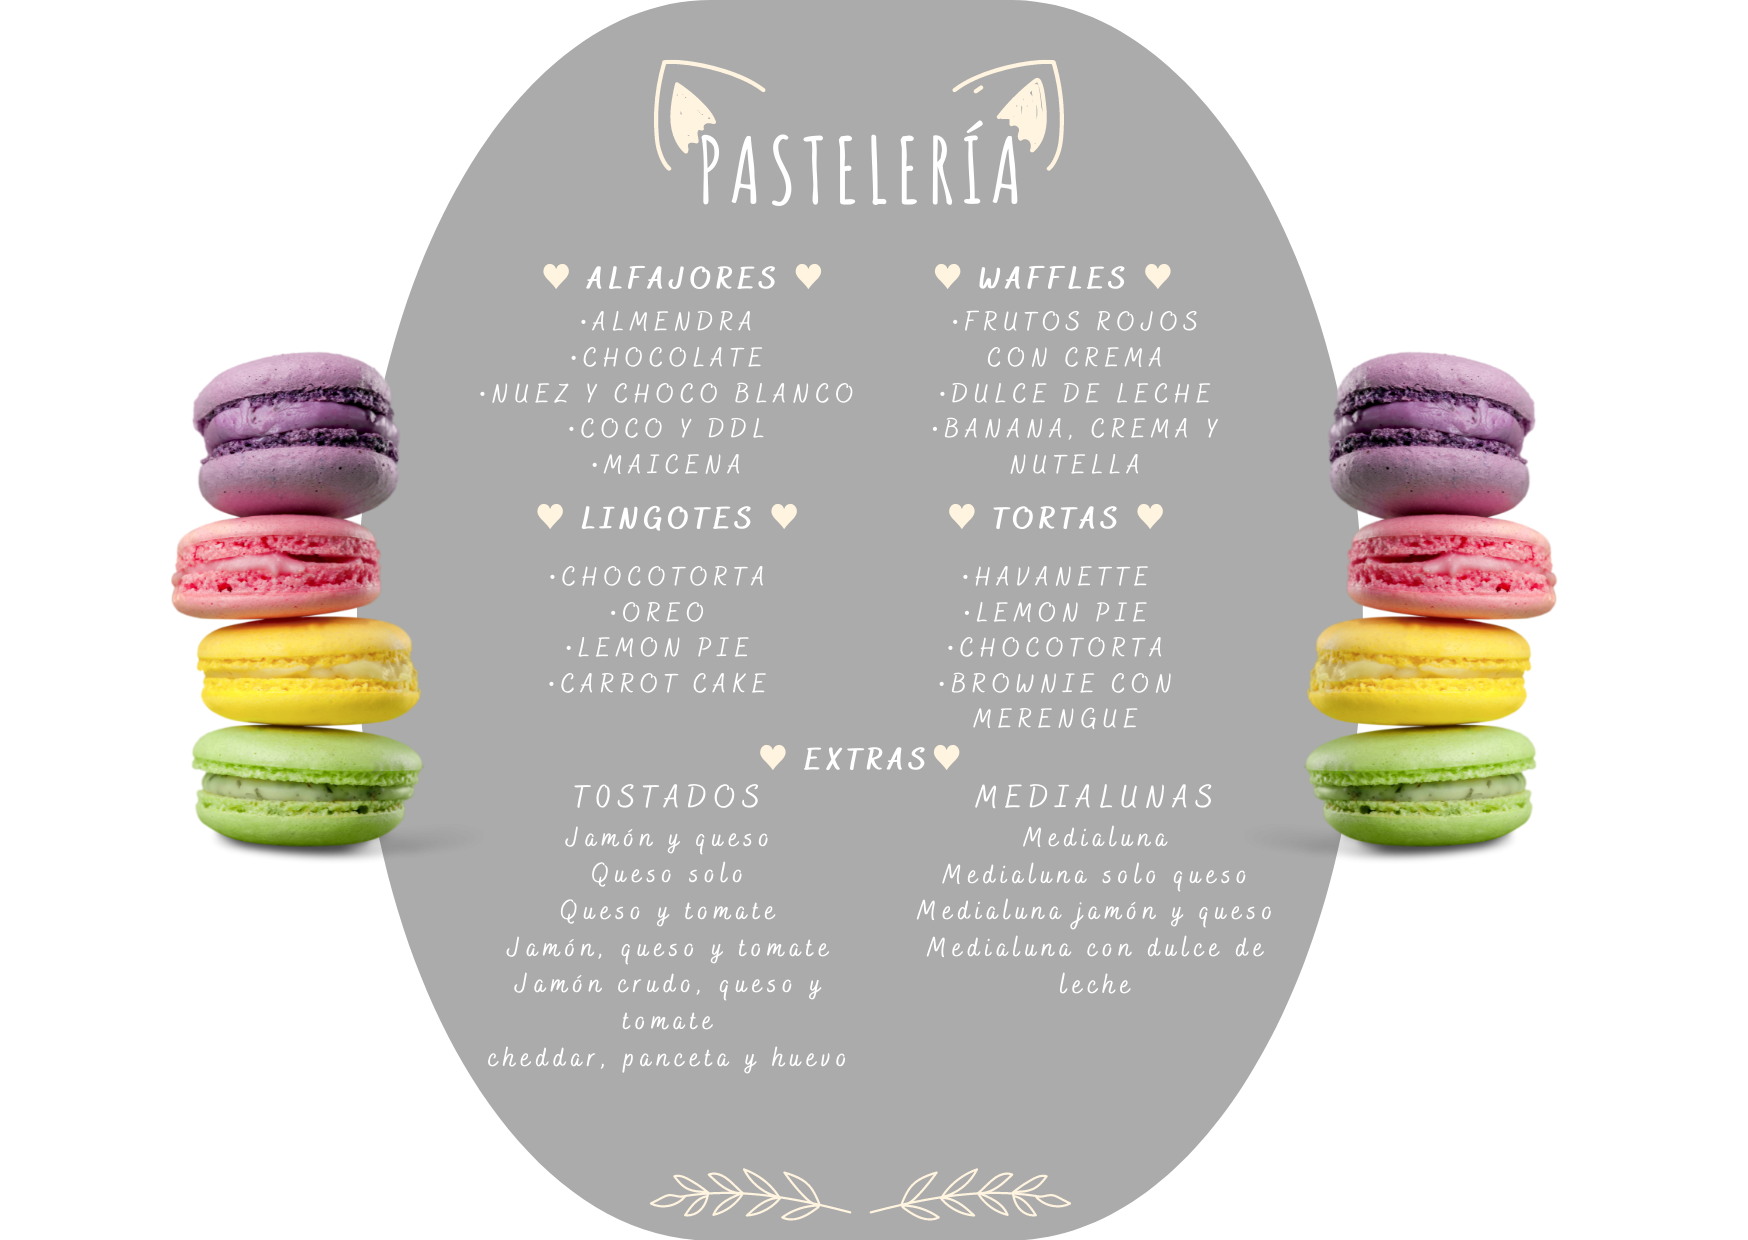 PASTELERÍA
ALFAJORES
·ALMENDRA
·CHOCOLATE
·NUEZ Y CHOCO BLANCO
·COCO Y DDL
·MAICENA
WAFFLES
·FRUTOS ROJOS
CON CREMA
·DULCE DE LECHE
·BANANA, CREMA Y
NUTELLA
LINGOTES
·CHOCOTORTA
·OREO
·LEMON PIE
·CARROT CAKE
TORTAS
·HAVANETTE
·LEMON PIE
·CHOCOTORTA
·BROWNIE CON
MERENGUE
EXTRAS
TOSTADOS
Jamón y queso
Queso solo
Queso y tomate
Jamón, queso y tomate
Jamón crudo, queso y
tomate
cheddar, panceta y huevo
MEDIALUNAS
Medialuna
Medialuna solo queso
Medialuna jamón y queso
Medialuna con dulce de
leche